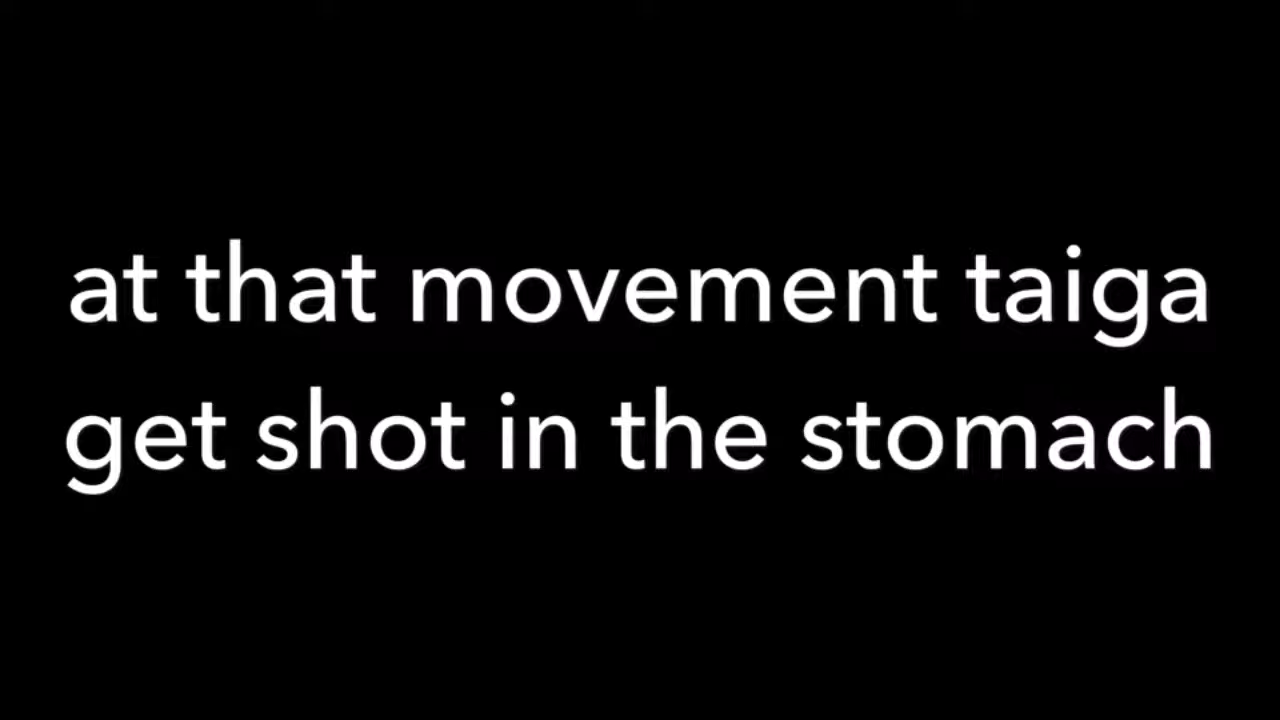 at that movement taiga
get shot in the stomach